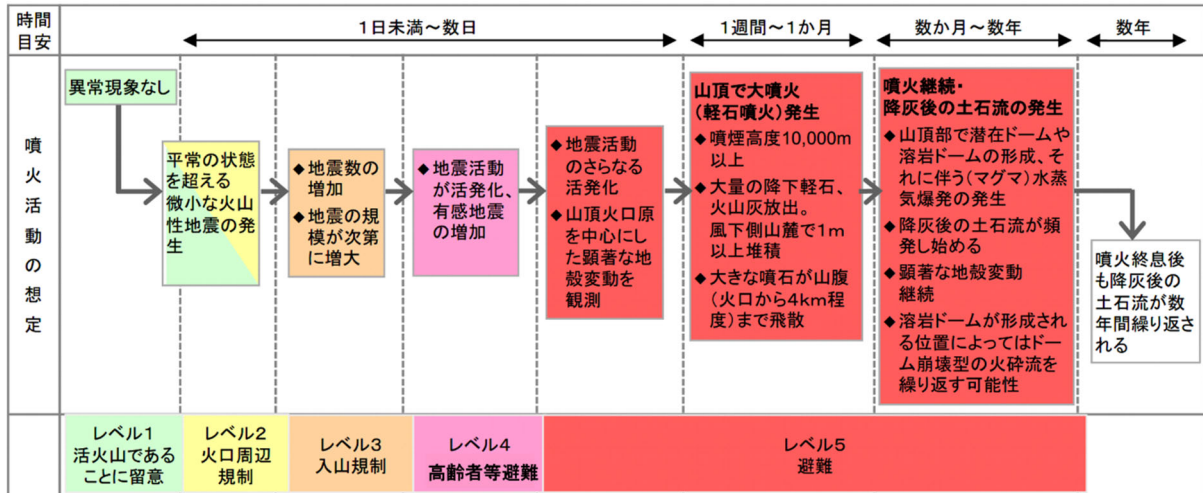 時間
目安
1日未満～数日
1週間～1か月
数か月～数年
数年
噴火活動の想定
異常現象なし
平常の状態
を超える
微小な火山
性地震の発
生
◆地震数の
増加
◆地震の規
模が次第
に増大
◆地震活動
が活発化、
有感地震
の増加
◆地震活動
のさらなる
活発化
◆山頂火口原
を中心にし
た顕著な地
殻変動を
観測
山頂で大噴火
(軽石噴火)発生
◆噴煙高度10,000m
以上
◆大量の降下軽石、
火山灰放出。
風下側山麓で1m
以上堆積
◆大きな噴石が山腹
(火口から4km程
度)まで飛散
噴火継続・
降灰後の土石流の発生
◆山頂部で潜在ドームや
溶岩ドームの形成、そ
れに伴う(マグマ)水蒸
気爆発の発生
◆降灰後の土石流が頻
発し始める
◆顕著な地殻変動
継続
◆溶岩ドームが形成され
る位置によってはドー
ム崩壊型の火砕流を
繰り返す可能性
噴火終息後
も降灰後の
土石流が数
年間繰り返さ
れる
レベル1
活火山である
ことに留意
レベル2
火口周辺
規制
レベル3
入山規制
レベル4
高齢者等避難
レベル5
避難